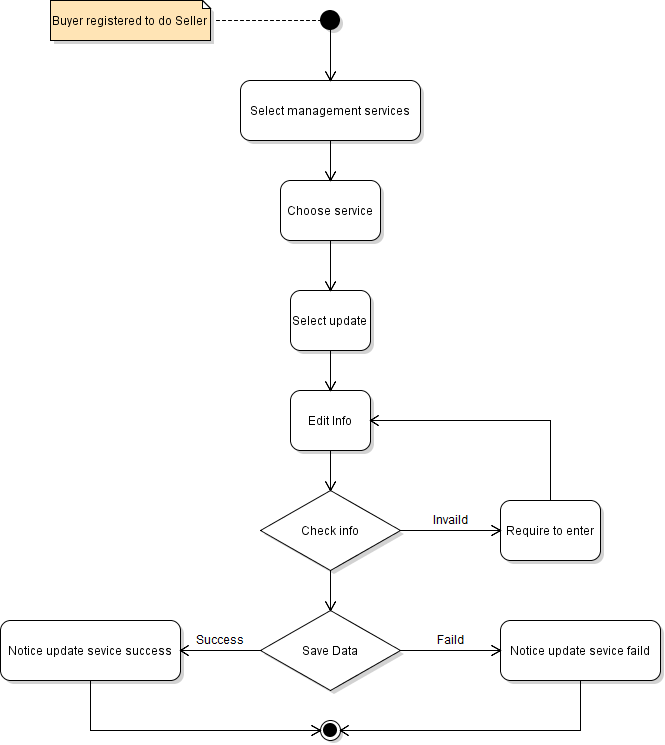 Buyer registered to do Seller
Select management services
Choose service
Select update
Edit Info
Check info
Invaild
Require to enter
Save Data
Success
Faild
Notice update sevice success
Notice update sevice faild